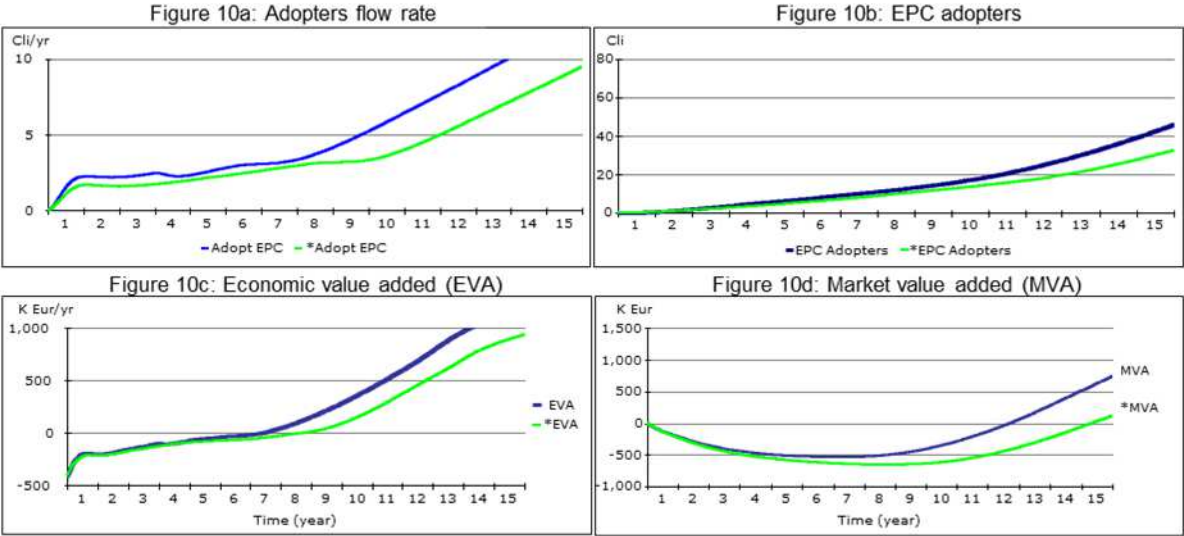 Figure 10a: Adopters flow rate
Cli/yr
10
5
0
1 2 3 4 5 6 7 8 9 10 11 12 13 14 15
Adopt EPC *Adopt EPC
Figure 10b: EPC adopters
Cli
80
60
40
20
0
1 2 3 4 5 6 7 8 9 10 11 12 13 14 15
EPC Adopters *EPC Adopters
Figure 10c: Economic value added (EVA)
K Eur/yr
1,000
500
0
-500
1 2 3 4 5 6 7 8 9 10 11 12 13 14 15
Time (year)
EVA
*EVA
Figure 10d: Market value added (MVA)
K Eur
1,500
1,000
500
0
-500
-1,000
1 2 3 4 5 6 7 8 9 10 11 12 13 14 15
Time (year)
MVA
*MVA